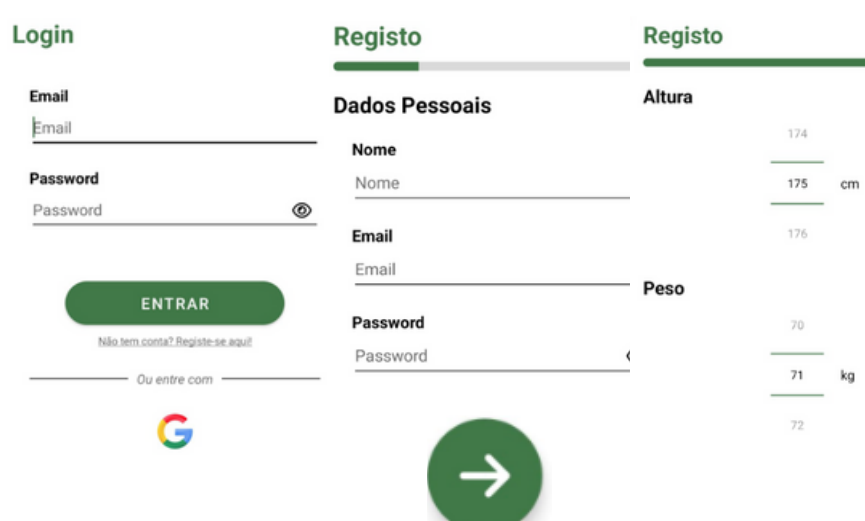 Login
Email
Email
Password
Password
ENTRAR
Não tem conta? Registe-se aqui!
Ou entre com
Registo
Dados Pessoais
Nome
Nome
Email
Email
Password
Password
Registo
Altura
174
175 cm
176
Peso
70
71 kg
72